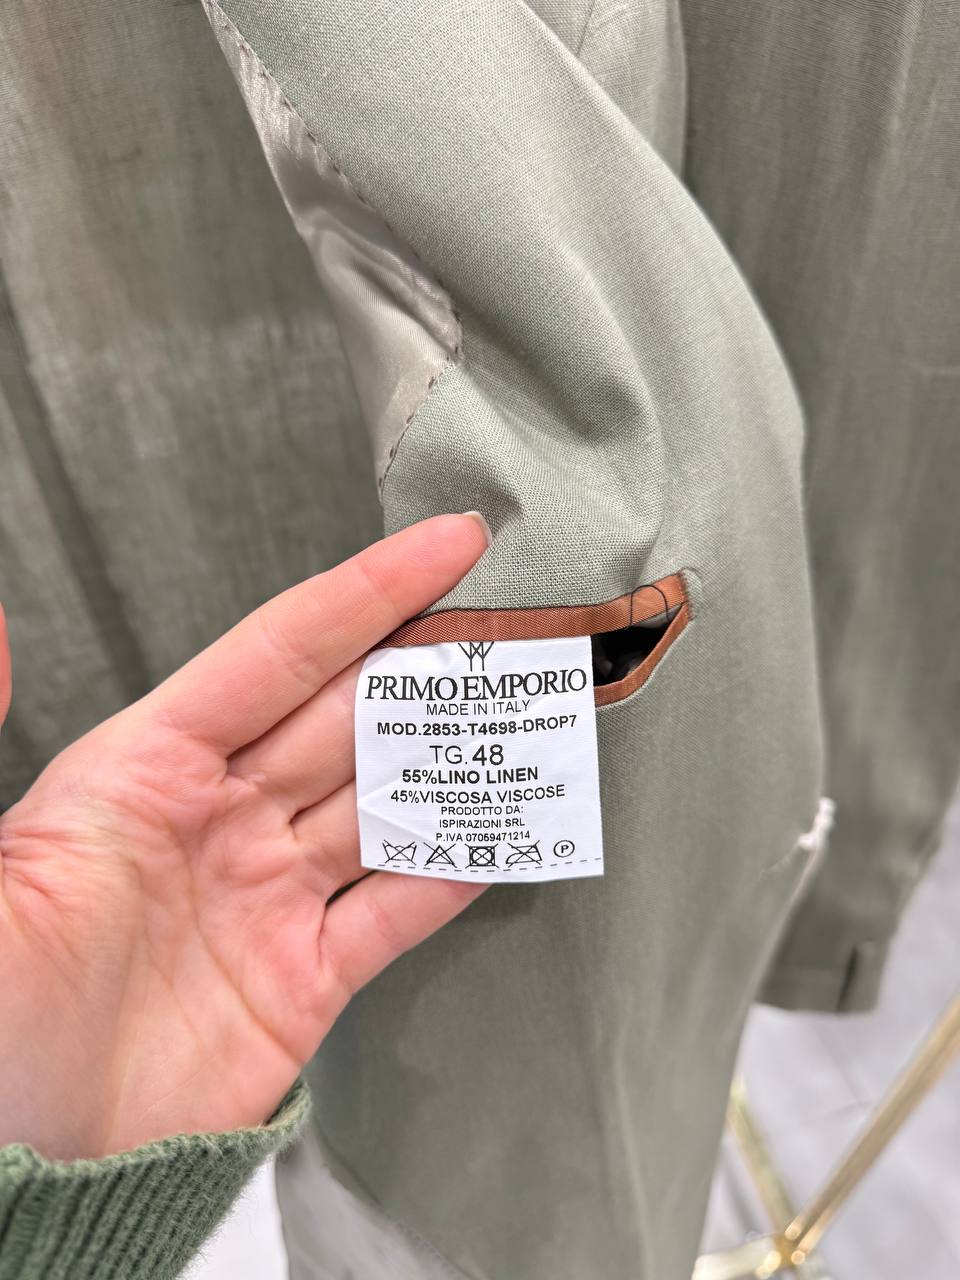 PRIMO EMPORIO
MADE IN ITALY
MOD.2853-T4698-DROP7
TG.48
55%LINO LINEN
45%VISCOSA VISCOSE
PRODOTTO DA:
ISPIRAZIONI SRL
P.IVA 07069471214
P